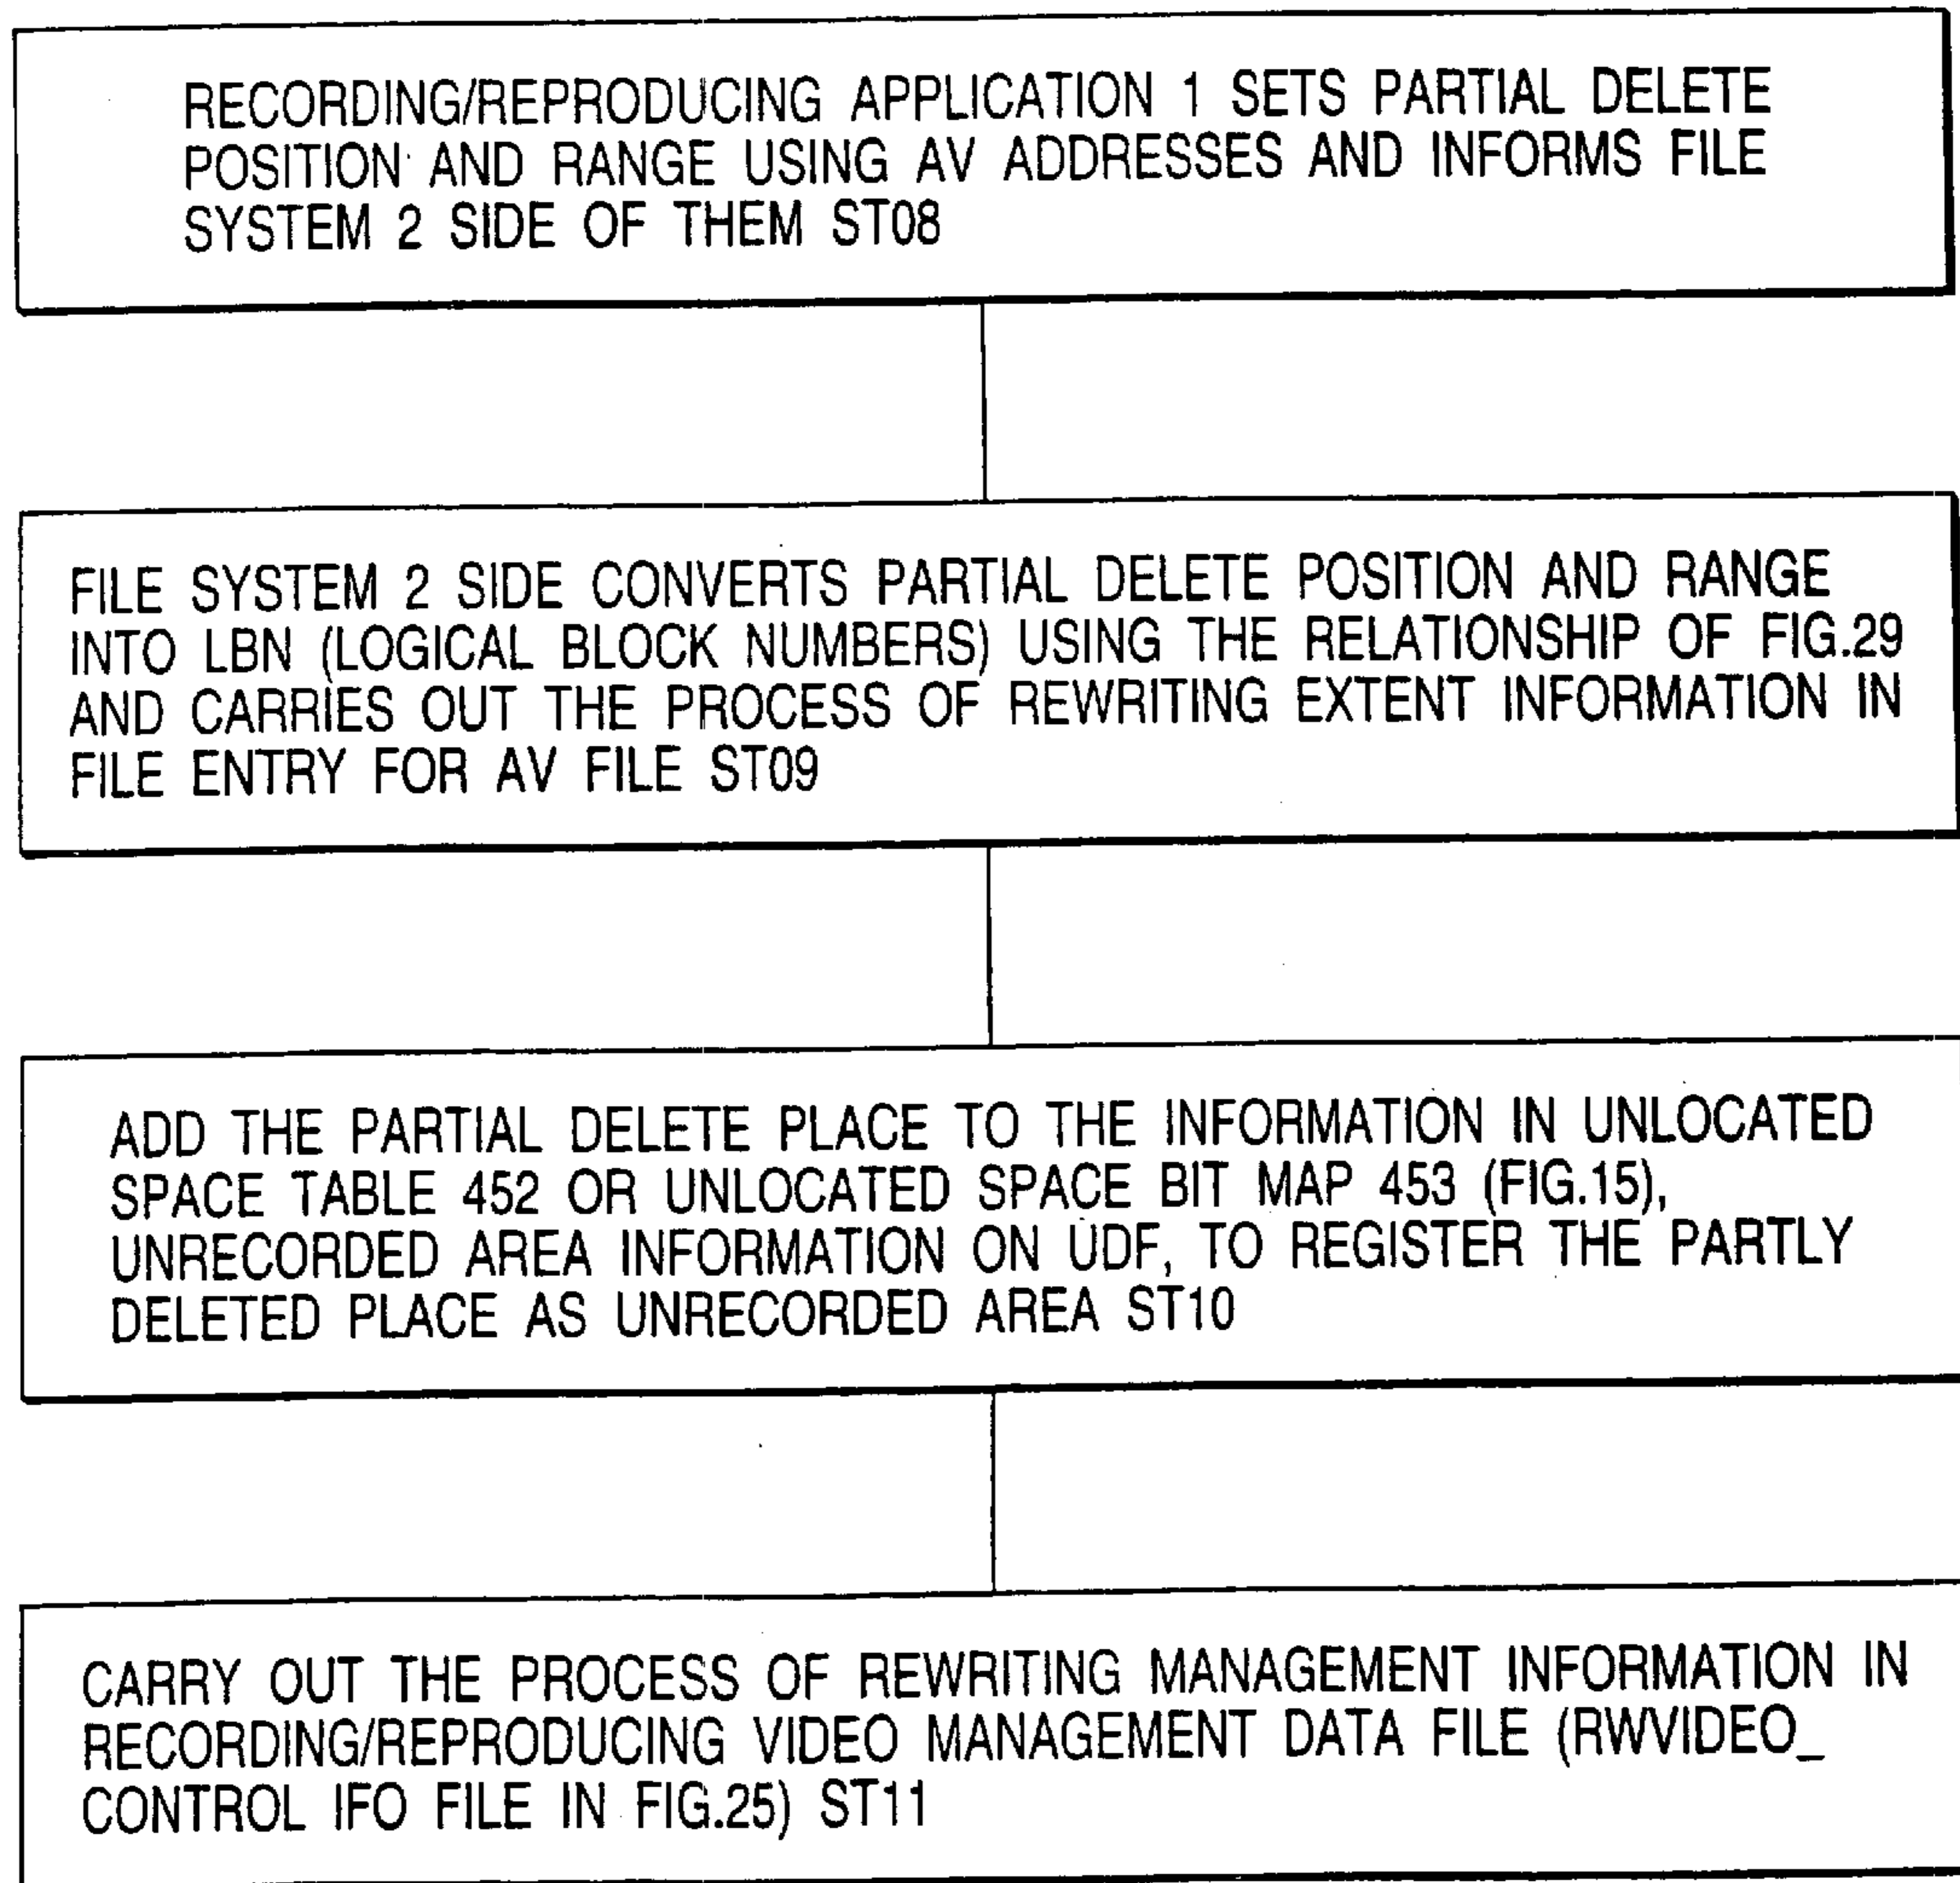 RECORDING/REPRODUCING APPLICATION 1 SETS PARTIAL DELETE
POSITION AND RANGE USING AV ADDRESSES AND INFORMS FILE
SYSTEM 2 SIDE OF THEM ST08
FILE SYSTEM 2 SIDE CONVERTS PARTIAL DELETE POSITION AND RANGE
INTO LBN (LOGICAL BLOCK NUMBERS) USING THE RELATIONSHIP OF FIG.29
AND CARRIES OUT THE PROCESS OF REWRITING EXTENT INFORMATION IN
FILE ENTRY FOR AV FILE ST09
ADD THE PARTIAL DELETE PLACE TO THE INFORMATION IN UNLOCATED
SPACE TABLE 452 OR UNLOCATED SPACE BIT MAP 453 (FIG.15),
UNRECORDED AREA INFORMATION ON UDF, TO REGISTER THE PARTLY
DELETED PLACE AS UNRECORDED AREA ST10
CARRY OUT THE PROCESS OF REWRITING MANAGEMENT INFORMATION IN
RECORDING/REPRODUCING VIDEO MANAGEMENT DATA FILE (RWVIDEO_
CONTROL IFO FILE IN FIG.25) ST11